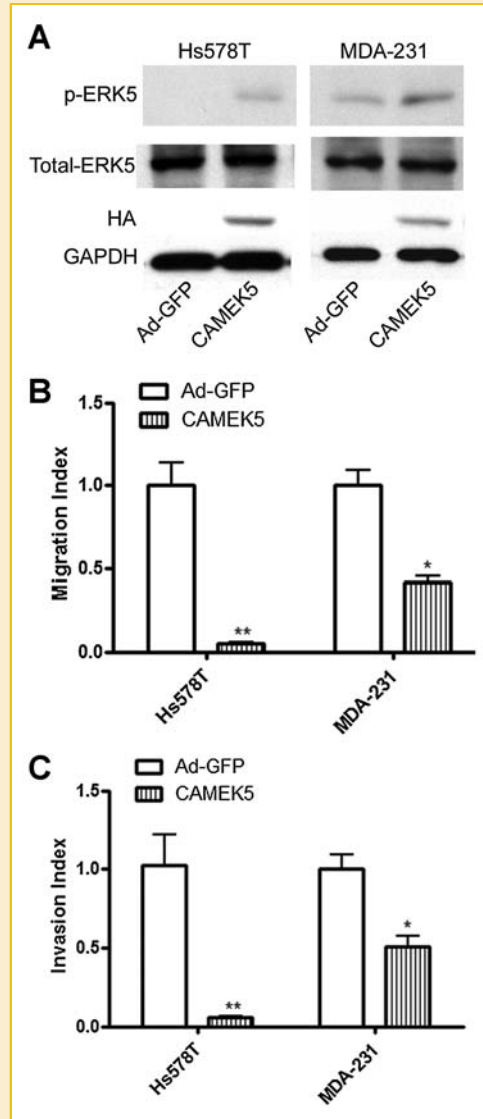 A
Hs578T MDA-231
p-ERK5
Total-ERK5
HA
GAPDH
Ad-GFP CAMEK5 Ad-GFP CAMEK5
B
Ad-GFP
CAMEK5
Migration Index
1.5
1.0
0.5
0.0
** *
Hs578T MDA-231
C
Ad-GFP
CAMEK5
Invasion Index
1.5
1.0
0.5
0.0
** *
Hs578T MDA-231